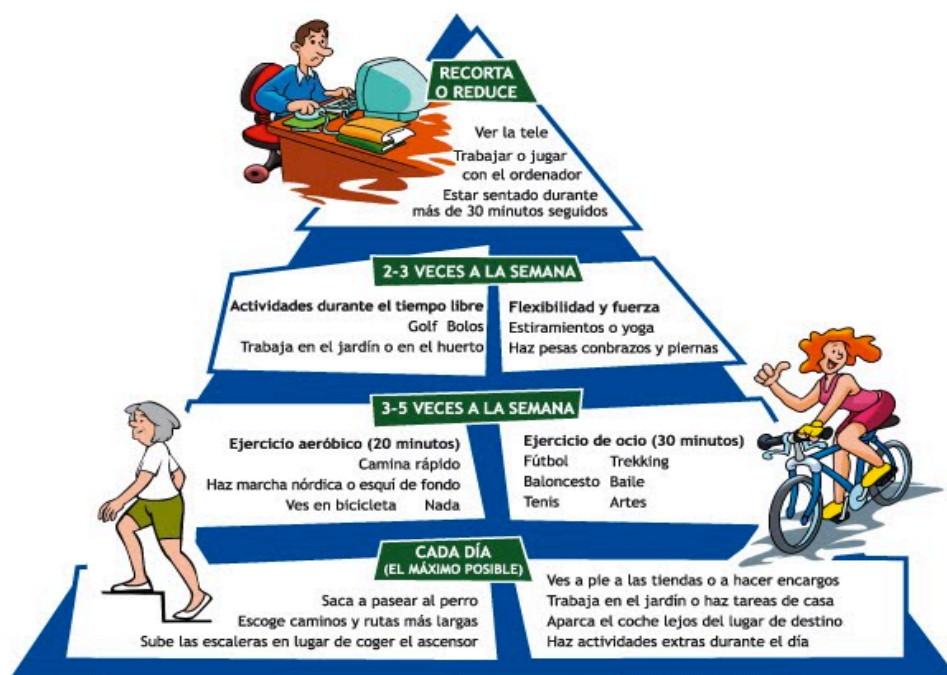 RECORTA
O REDUCE
Ver la tele
Trabajar o jugar
con el ordenador
Estar sentado durante
más de 30 minutos seguidos
2-3 VECES A LA SEMANA
Actividades durante el tiempo libre
Golf Bolos
Trabaja en el jardín o en el huerto
Flexibilidad y fuerza
Estiramientos o yoga
Haz pesas conbrazos y piernas
3-5 VECES A LA SEMANA
Ejercicio aeróbico (20 minutos)
Camina rápido
Haz marcha nórdica o esquí de fondo
Ves en bicicleta Nada
Ejercicio de ocio (30 minutos)
Fútbol Trekking
Baloncesto Baile
Tenis Artes
CADA DÍA
(EL MÁXIMO POSIBLE)
Saca a pasear al perro
Escoge caminos y rutas más largas
Sube las escaleras en lugar de coger el ascensor
Ves a pie a las tiendas o a hacer encargos
Trabaja en el jardín o haz tareas de casa
Aparca el coche lejos del lugar de destino
Haz actividades extras durante el día